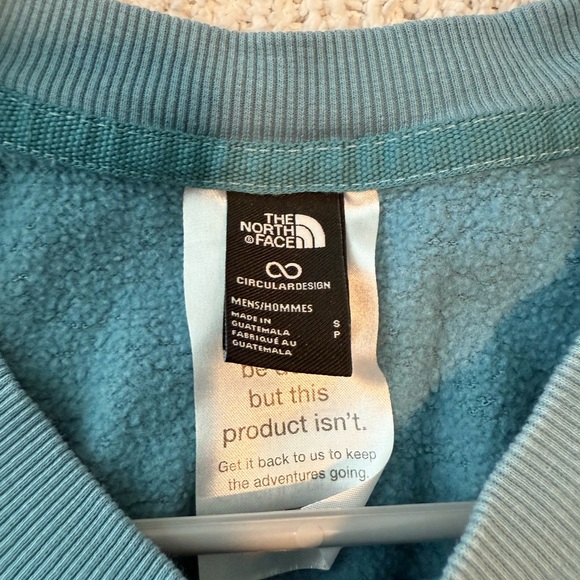 THE
NORTH
FACE
®
CIRCULARDESIGN
MENS/HOMMES
MADE IN
GUATEMALA
FABRIQUÉ AU
GUATEMALA
S
P
be
but this
product isn't.
Get it back to us to keep
the adventures going.